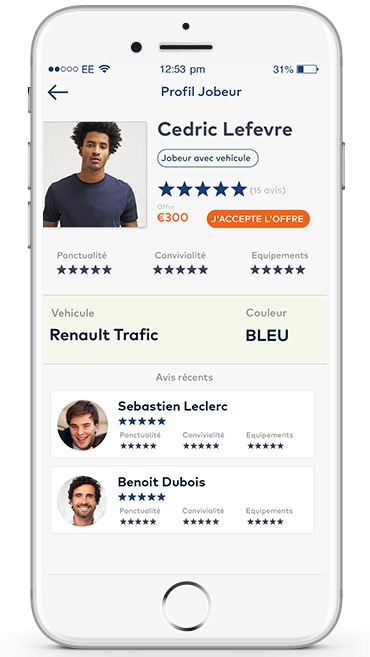 EE 12:53 pm 31%
Profil Jobeur
Cedric Lefevre
Jobeur avec vehicule
(15 avis)
Offre
€300 J'ACCEPTE L'OFFRE
Ponctualité Convivialité Equipements
Vehicule Couleur
Renault Trafic BLEU
Avis récents
Sebastien Leclerc
Ponctualité Convivialité Equipements
Benoit Dubois
Ponctualité Convivialité Equipements